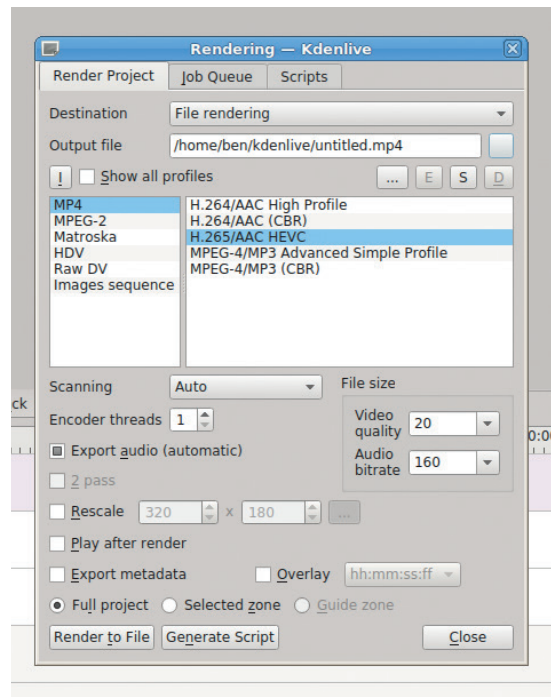 Rendering — Kdenlive
Render Project Job Queue Scripts
Destination File rendering
Output file /home/ben/kdenlive/untitled.mp4
! Show all profiles ... E S D
MP4 H.264/AAC High Profile
MPEG-2 H.264/AAC (CBR)
Matroska H.265/AAC HEVC
HDV MPEG-4/MP3 Advanced Simple Profile
Raw DV MPEG-4/MP3 (CBR)
Images sequence
Scanning Auto File size
ck
Encoder threads 1 Video quality 20
0:0
Export audio (automatic) Audio bitrate 160
2 pass
Rescale 320 x 180 ...
Play after render
Export metadata Overlay hh:mm:ss:ff
Full project Selected zone Guide zone
Render to File Generate Script Close